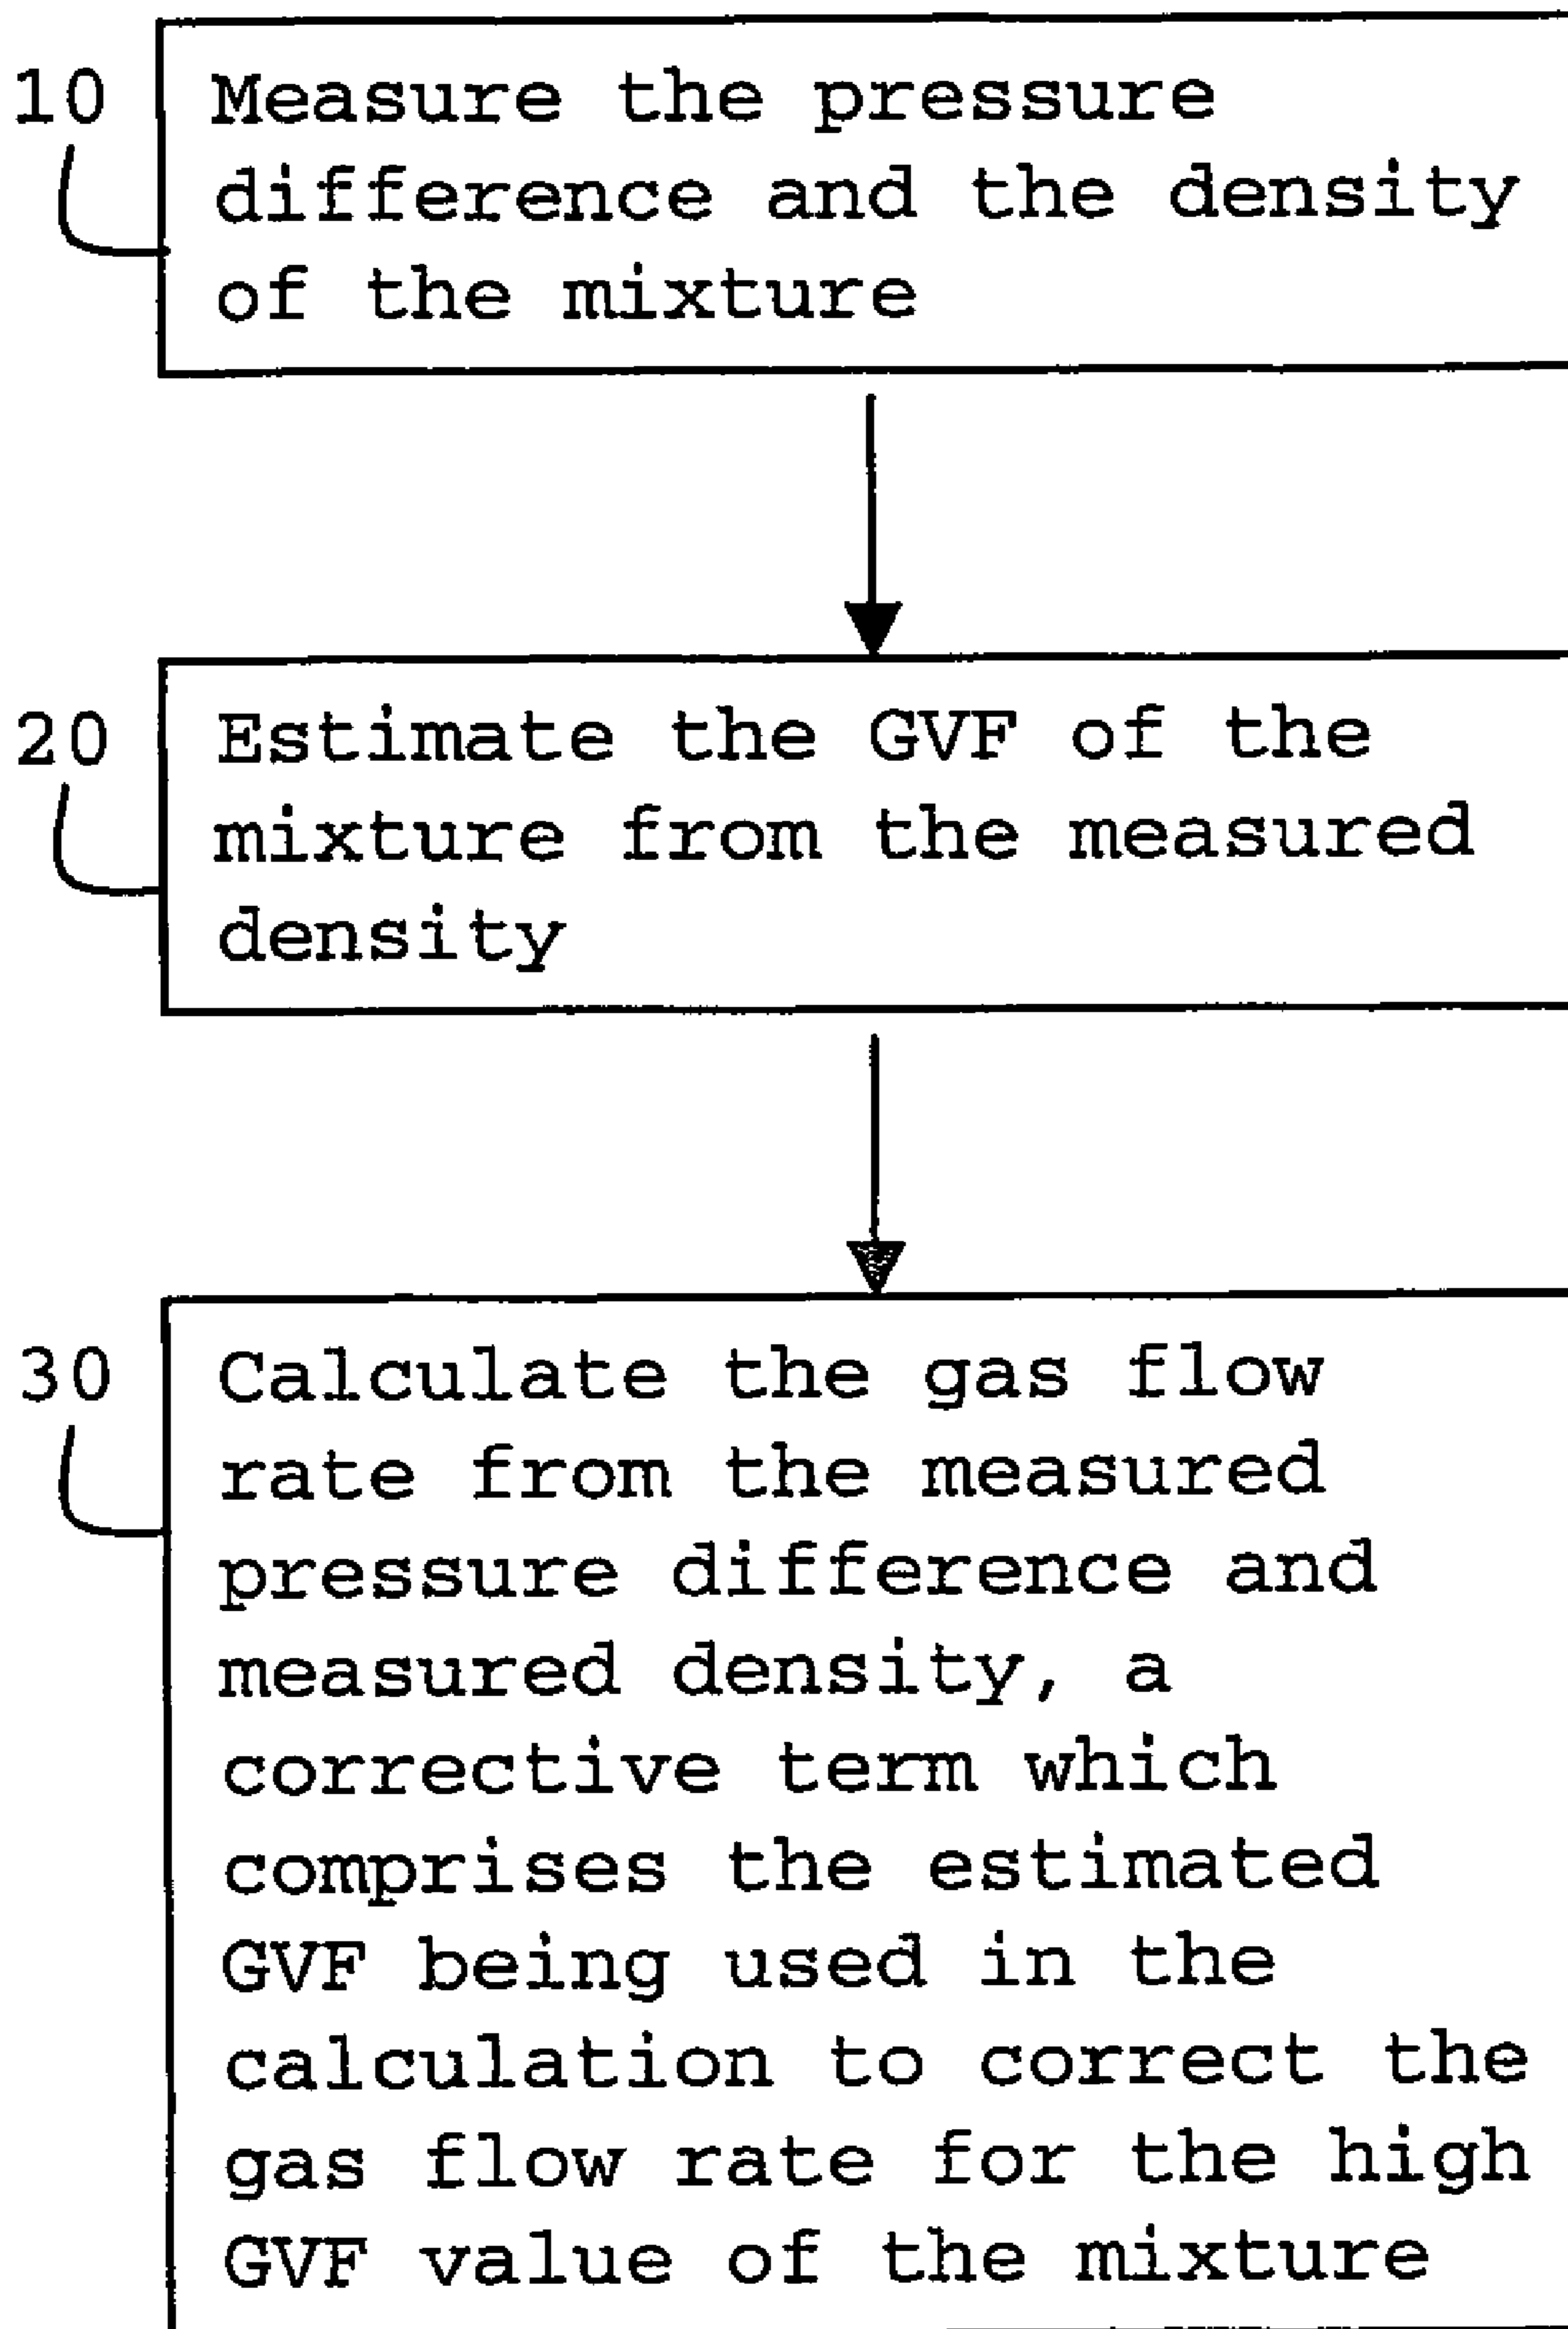 10
Measure the pressure
difference and the density
of the mixture
20
Estimate the GVF of the
mixture from the measured
density
30
Calculate the gas flow
rate from the measured
pressure difference and
measured density, a
corrective term which
comprises the estimated
GVF being used in the
calculation to correct the
gas flow rate for the high
GVF value of the mixture